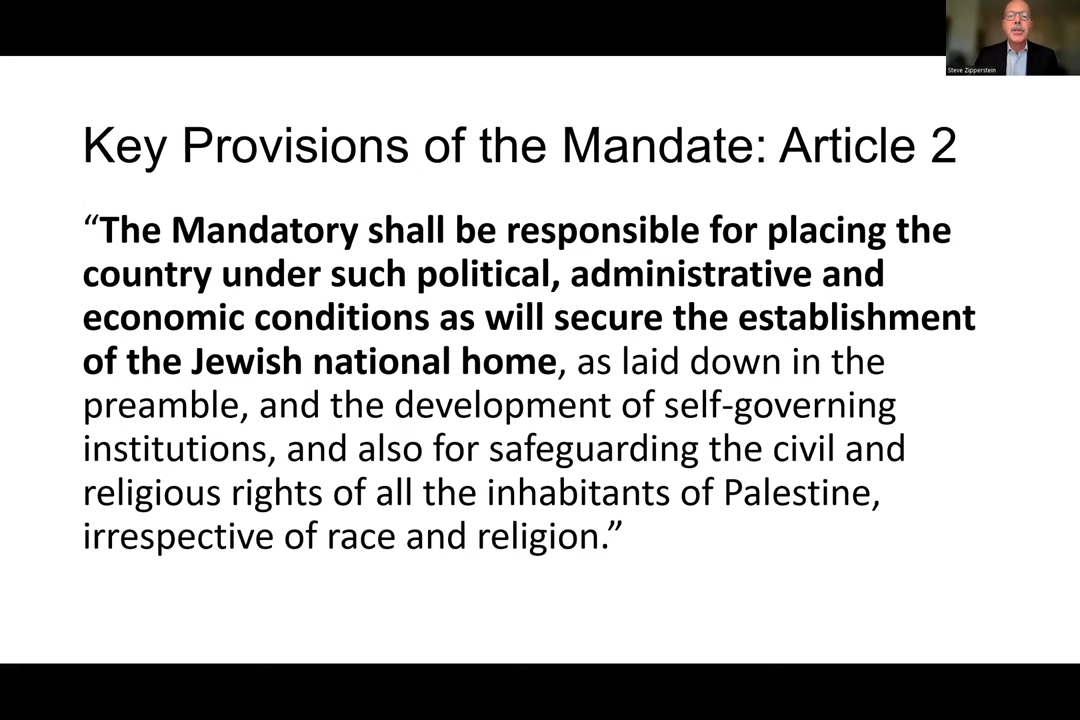 Steve Zipperstein
Key Provisions of the Mandate: Article 2
“The Mandatory shall be responsible for placing the
country under such political, administrative and
economic conditions as will secure the establishment
of the Jewish national home, as laid down in the
preamble, and the development of self-governing
institutions, and also for safeguarding the civil and
religious rights of all the inhabitants of Palestine,
irrespective of race and religion.”